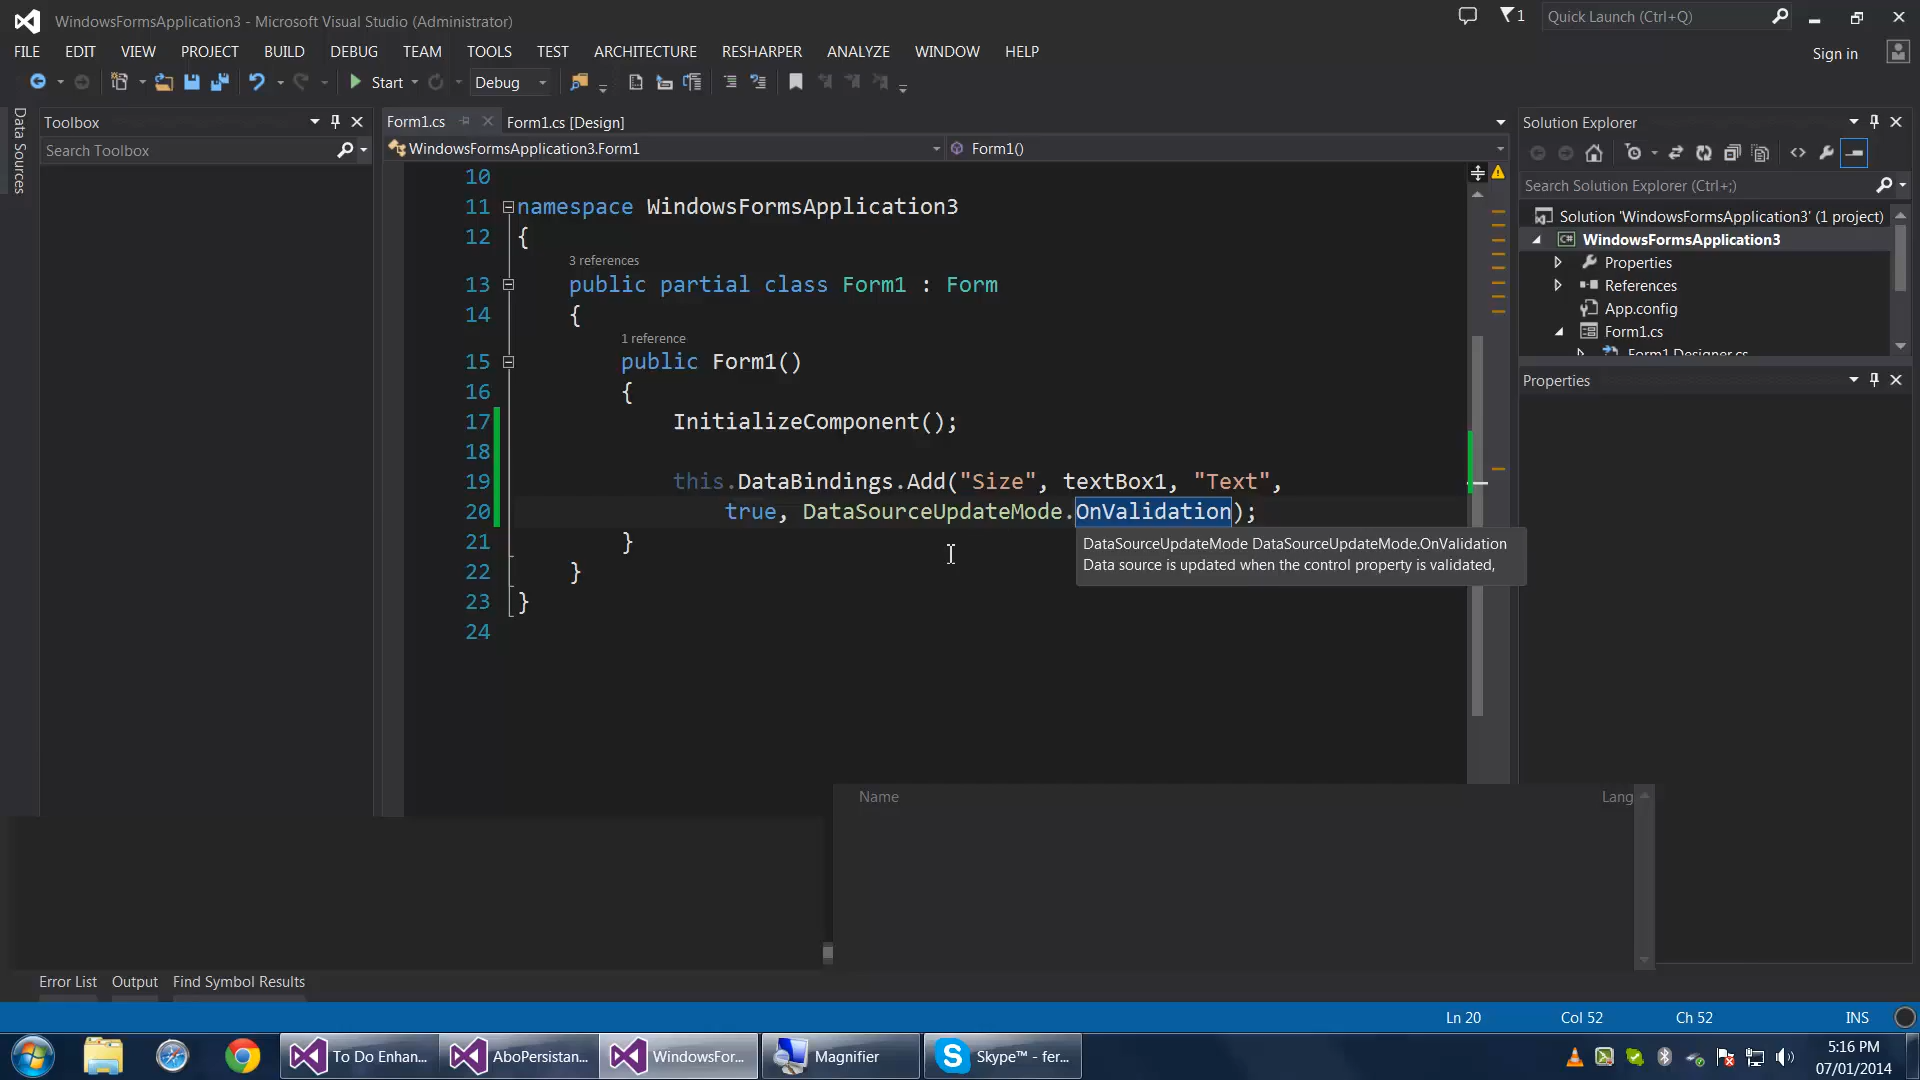 WindowsFormsApplication3 - Microsoft Visual Studio (Administrator)
1
Quick Launch (Ctrl+Q)
FILE EDIT VIEW PROJECT BUILD DEBUG TEAM TOOLS TEST ARCHITECTURE RESHARPER ANALYZE WINDOW HELP
Sign in
Start Debug
Data Sources
Toolbox
Search Toolbox
Form1.cs
Form1.cs [Design]
WindowsFormsApplication3.Form1
Form1()
10
11 namespace WindowsFormsApplication3
12 {
3 references
13 public partial class Form1 : Form
14 {
1 reference
15 public Form1()
16 {
17 InitializeComponent();
18
19 this.DataBindings.Add("Size", textBox1, "Text",
20 true, DataSourceUpdateMode.OnValidation);
21 }
22 }
23 }
24
DataSourceUpdateMode DataSourceUpdateMode.OnValidation
Data source is updated when the control property is validated,
Solution Explorer
Search Solution Explorer (Ctrl+;)
Solution 'WindowsFormsApplication3' (1 project)
C# WindowsFormsApplication3
Properties
References
App.config
Form1.cs
Form1.Designer.cs
Properties
Name
Lang
Error List Output Find Symbol Results
Ln 20 Col 52 Ch 52 INS
To Do Enhan...
AboPersistan...
WindowsFor...
Magnifier
Skype™ - fer...
5:16 PM
07/01/2014